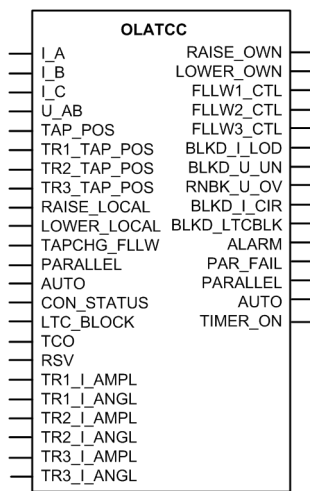 OLATCC
I_A RAISE_OWN
I_B LOWER_OWN
I_C FLLW1_CTL
U_AB FLLW2_CTL
TAP_POS FLLW3_CTL
TR1_TAP_POS BLKD_I_LOD
TR2_TAP_POS BLKD_U_UN
TR3_TAP_POS RNBK_U_OV
RAISE_LOCAL BLKD_I_CIR
LOWER_LOCAL BLKD_LTCBLK
TAPCHG_FLLW ALARM
PARALLEL PAR_FAIL
AUTO PARALLEL
CON_STATUS AUTO
LTC_BLOCK TIMER_ON
TCO
RSV
TR1_I_AMPL
TR1_I_ANGL
TR2_I_AMPL
TR2_I_ANGL
TR3_I_AMPL
TR3_I_ANGL